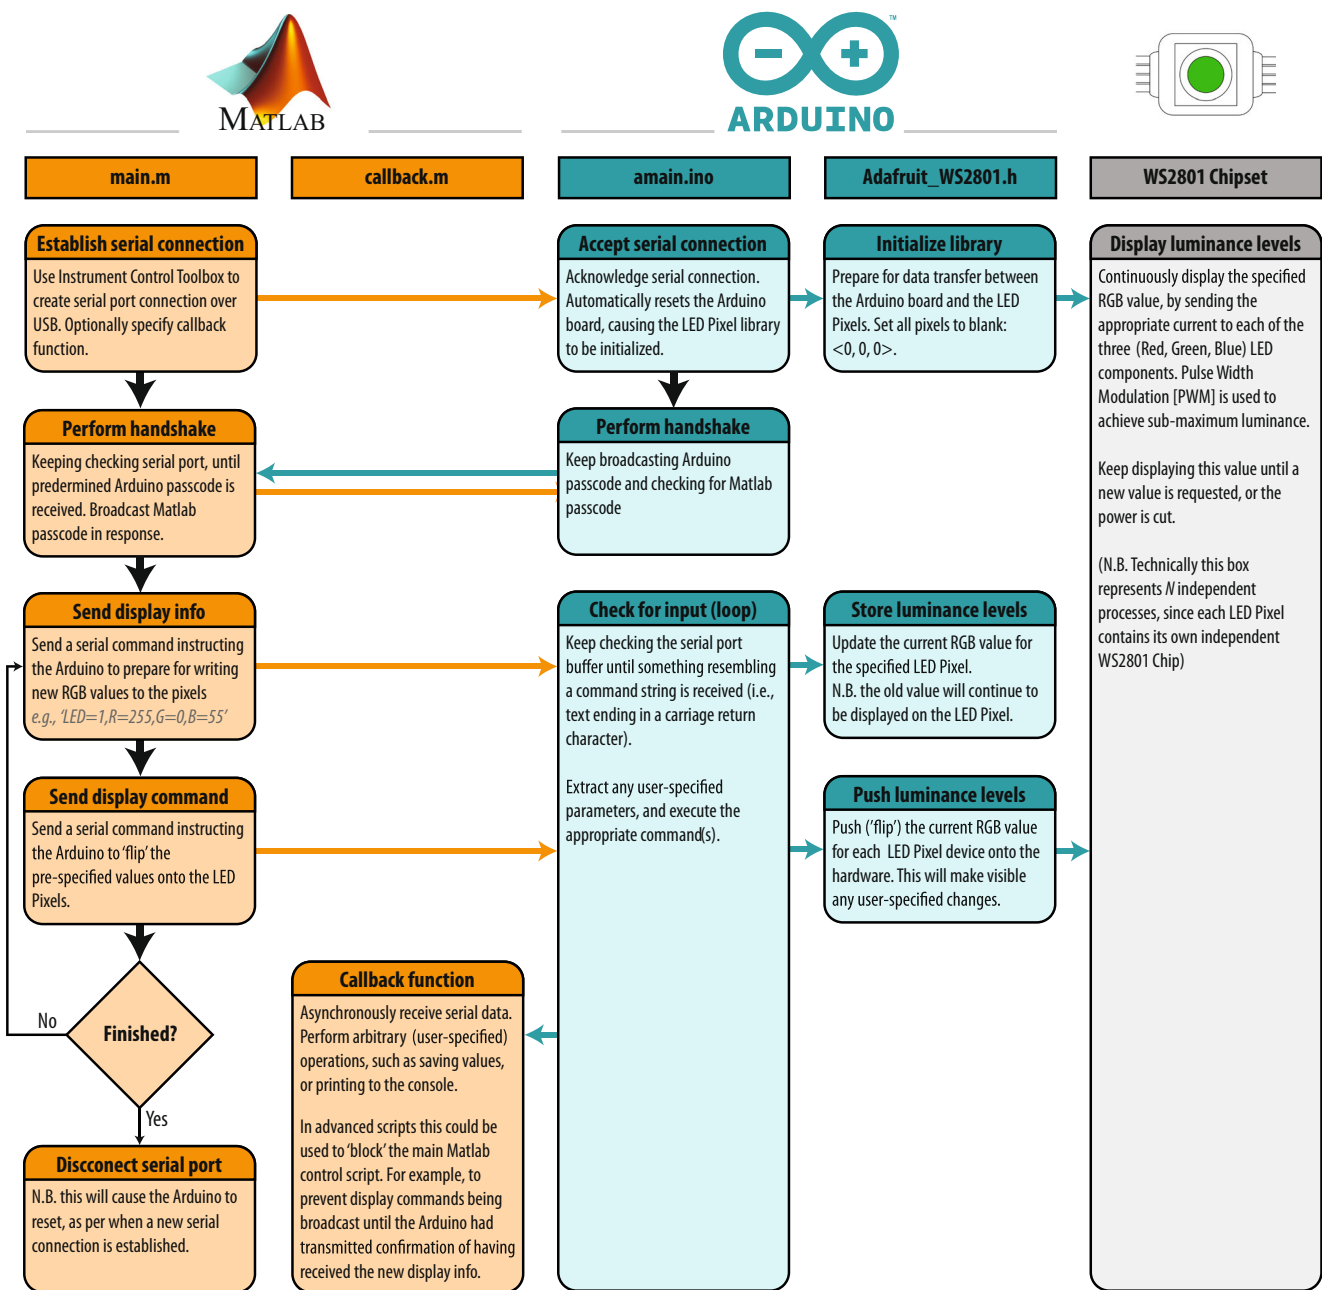 MATLAB
ARDUINO
TM
main.m
callback.m
amain.ino
Adafruit_WS2801.h
WS2801 Chipset
Establish serial connection
Use Instrument Control Toolbox to
create serial port connection over
USB. Optionally specify callback
function.
Accept serial connection
Acknowledge serial connection.
Automatically resets the Arduino
board, causing the LED Pixel library
to be initialized.
Initialize library
Prepare for data transfer between
the Arduino board and the LED
Pixels. Set all pixels to blank:
<0, 0, 0>.
Display luminance levels
Continuously display the specified
RGB value, by sending the
appropriate current to each of the
three (Red, Green, Blue) LED
components. Pulse Width
Modulation [PWM] is used to
achieve sub-maximum luminance.
Keep displaying this value until a
new value is requested, or the
power is cut.
(N.B. Technically this box
represents N independent
processes, since each LED Pixel
contains its own independent
WS2801 Chip)
Perform handshake
Keeping checking serial port, until
predermined Arduino passcode is
received. Broadcast Matlab
passcode in response.
Perform handshake
Keep broadcasting Arduino
passcode and checking for Matlab
passcode
Send display info
Send a serial command instructing
the Arduino to prepare for writing
new RGB values to the pixels
e.g., 'LED=1,R=255,G=0,B=55'
Check for input (loop)
Keep checking the serial port
buffer until something resembling
a command string is received (i.e.,
text ending in a carriage return
character).
Extract any user-specified
parameters, and execute the
appropriate command(s).
Store luminance levels
Update the current RGB value for
the specified LED Pixel.
N.B. the old value will continue to
be displayed on the LED Pixel.
Send display command
Send a serial command instructing
the Arduino to 'flip' the
pre-specified values onto the LED
Pixels.
Push luminance levels
Push ('flip') the current RGB value
for each LED Pixel device onto the
hardware. This will make visible
any user-specified changes.
Finished?
No
Yes
Callback function
Asynchronously receive serial data.
Perform arbitrary (user-specified)
operations, such as saving values,
or printing to the console.
In advanced scripts this could be
used to 'block' the main Matlab
control script. For example, to
prevent display commands being
broadcast until the Arduino had
transmitted confirmation of having
received the new display info.
Disconect serial port
N.B. this will cause the Arduino to
reset, as per when a new serial
connection is established.